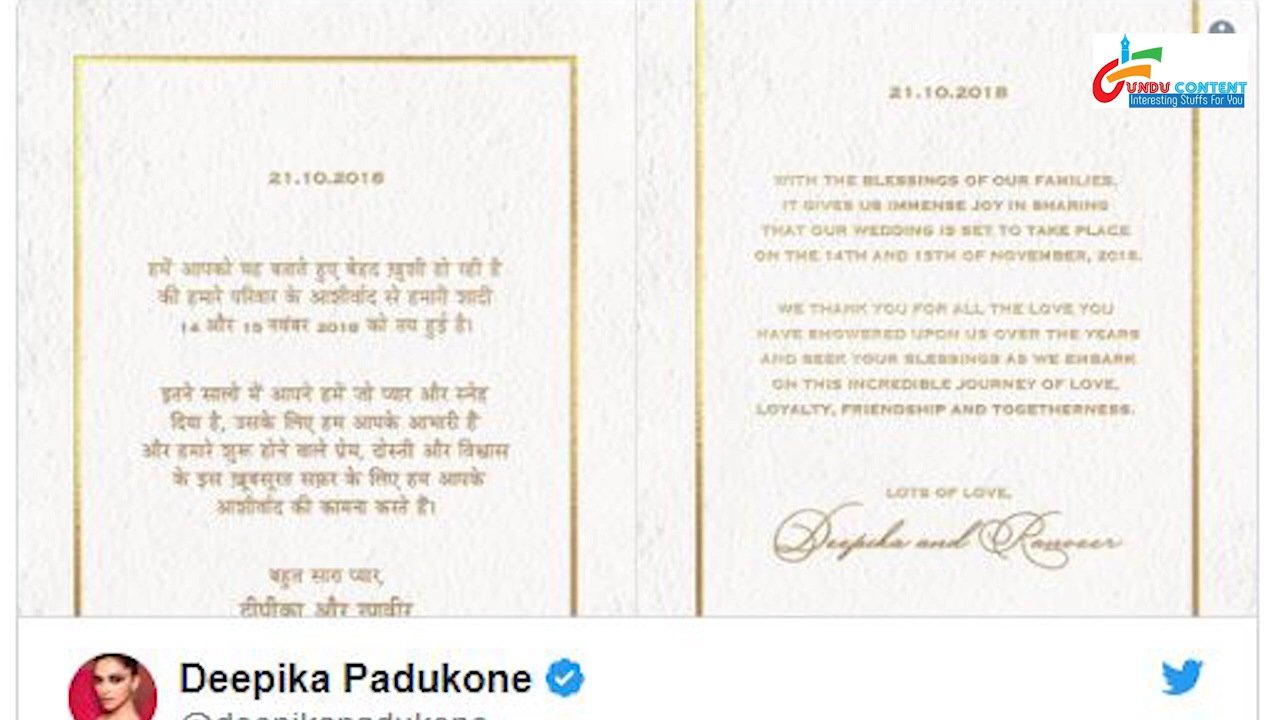 21.10.2018
हमें आपको यह बताते हुए बेहद ख़ुशी हो रही है
की हमारे परिवार के आशीर्वाद से हमारी शादी
14 और 15 नवंबर 2018 को तय हुई है।
इतने सालों में आपने हमें जो प्यार और स्नेह
दिया है, उसके लिए हम आपके आभारी हैं
और हमारे शुरू होने वाले प्रेम, दोस्ती और विश्वास
के इस ख़ूबसूरत सफ़र के लिए हम आपके
आशीर्वाद की कामना करते हैं।
बहुत सारा प्यार,
दीपीका और रणवीर
21.10.2018
WITH THE BLESSINGS OF OUR FAMILIES,
IT GIVES US IMMENSE JOY IN SHARING
THAT OUR WEDDING IS SET TO TAKE PLACE
ON THE 14TH AND 15TH OF NOVEMBER, 2018.
WE THANK YOU FOR ALL THE LOVE YOU
HAVE SHOWERED UPON US OVER THE YEARS
AND SEEK YOUR BLESSINGS AS WE EMBARK
ON THIS INCREDIBLE JOURNEY OF LOVE,
LOYALTY, FRIENDSHIP AND TOGETHERNESS.
LOTS OF LOVE,
Deepika and Ranveer
GUNDU CONTENT
Interesting Stuffs For You
Deepika Padukone
@deepikapadukone